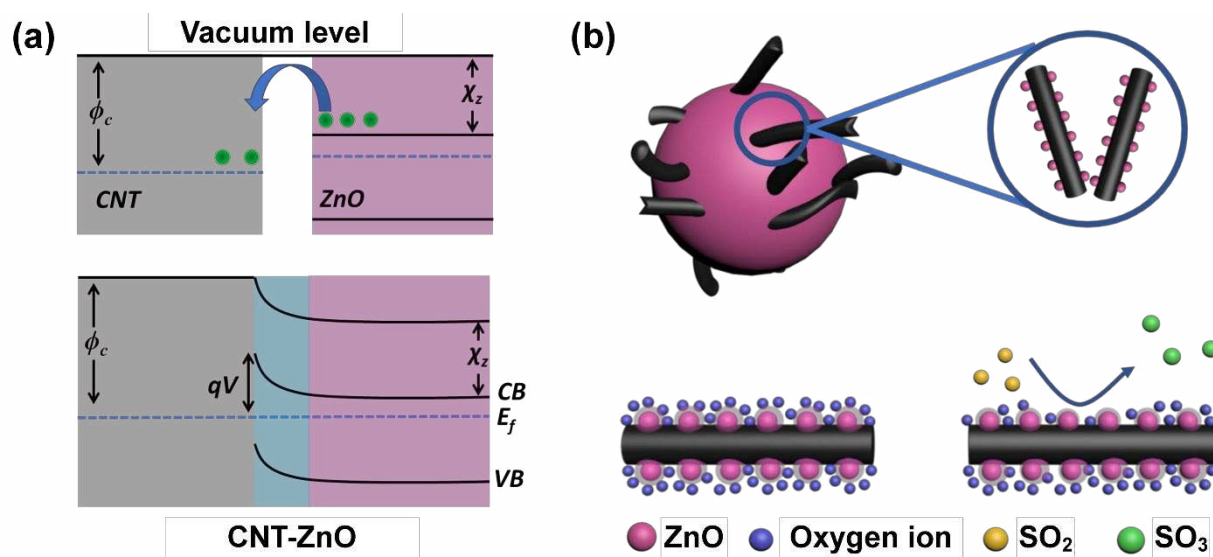 (a)
Vacuum level
ϕc
χz
CNT
ZnO
ϕc
qV
χz
CB
Ef
VB
CNT-ZnO
(b)
ZnO
Oxygen ion
SO2
SO3